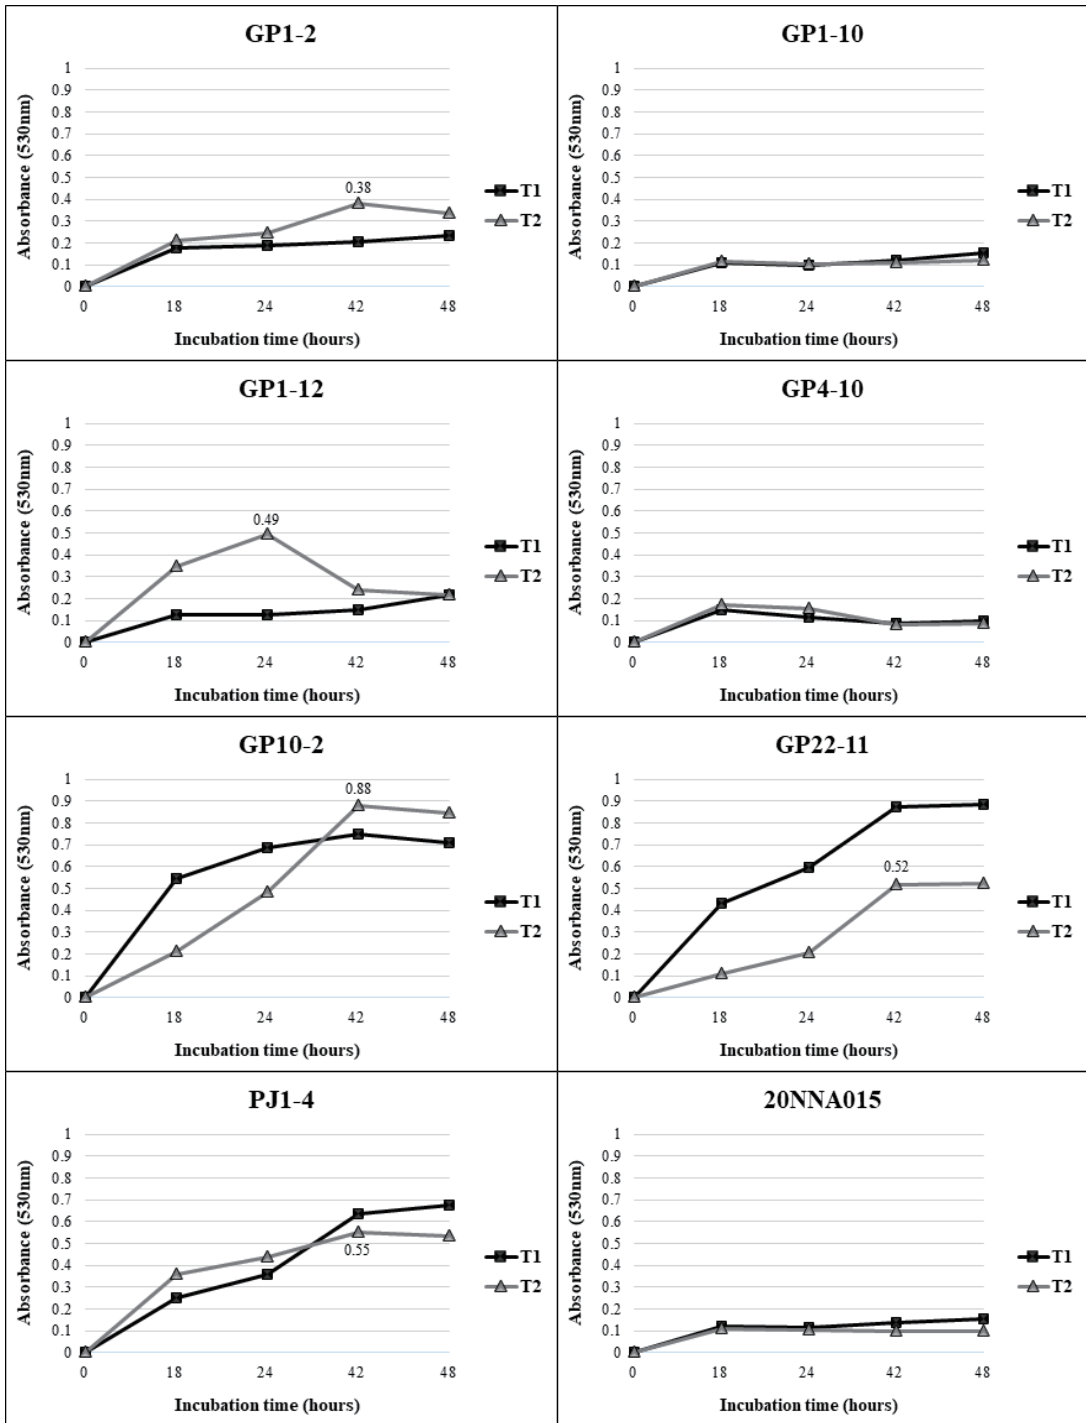 GP1-2
Absorbance (530nm)
1
0.9
0.8
0.7
0.6
0.5
0.4
0.3
0.2
0.1
0
0.38
T1
T2
0 18 24 42 48
Incubation time (hours)
GP1-10
Absorbance (530nm)
1
0.9
0.8
0.7
0.6
0.5
0.4
0.3
0.2
0.1
0
T1
T2
0 18 24 42 48
Incubation time (hours)
GP1-12
Absorbance (530nm)
1
0.9
0.8
0.7
0.6
0.5
0.4
0.3
0.2
0.1
0
0.49
T1
T2
0 18 24 42 48
Incubation time (hours)
GP4-10
Absorbance (530nm)
1
0.9
0.8
0.7
0.6
0.5
0.4
0.3
0.2
0.1
0
T1
T2
0 18 24 42 48
Incubation time (hours)
GP10-2
Absorbance (530nm)
1
0.9
0.8
0.7
0.6
0.5
0.4
0.3
0.2
0.1
0
0.88
T1
T2
0 18 24 42 48
Incubation time (hours)
GP22-11
Absorbance (530nm)
1
0.9
0.8
0.7
0.6
0.5
0.4
0.3
0.2
0.1
0
0.52
T1
T2
0 18 24 42 48
Incubation time (hours)
PJ1-4
Absorbance (530nm)
1
0.9
0.8
0.7
0.6
0.5
0.4
0.3
0.2
0.1
0
0.55
T1
T2
0 18 24 42 48
Incubation time (hours)
20NNA015
Absorbance (530nm)
1
0.9
0.8
0.7
0.6
0.5
0.4
0.3
0.2
0.1
0
T1
T2
0 18 24 42 48
Incubation time (hours)